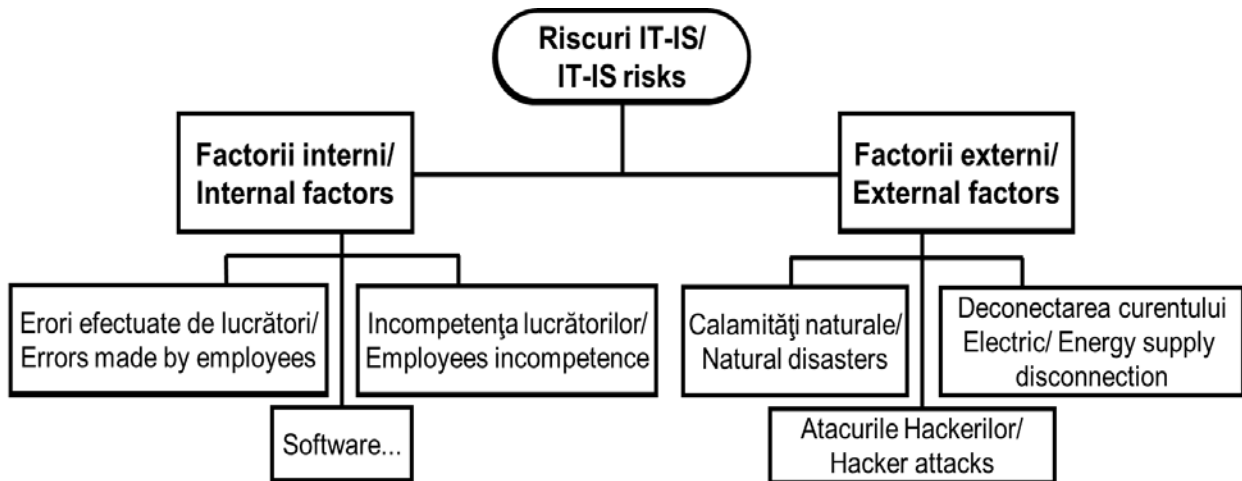 Riscuri IT-IS/
IT-IS risks
Factorii interni/
Internal factors
Factorii externi/
External factors
Erori efectuate de lucrători/
Errors made by employees
Incompetenţa lucrătorilor/
Employees incompetence
Software...
Calamităţi naturale/
Natural disasters
Deconectarea curentului
Electric/ Energy supply
disconnection
Atacurile Hackerilor/
Hacker attacks